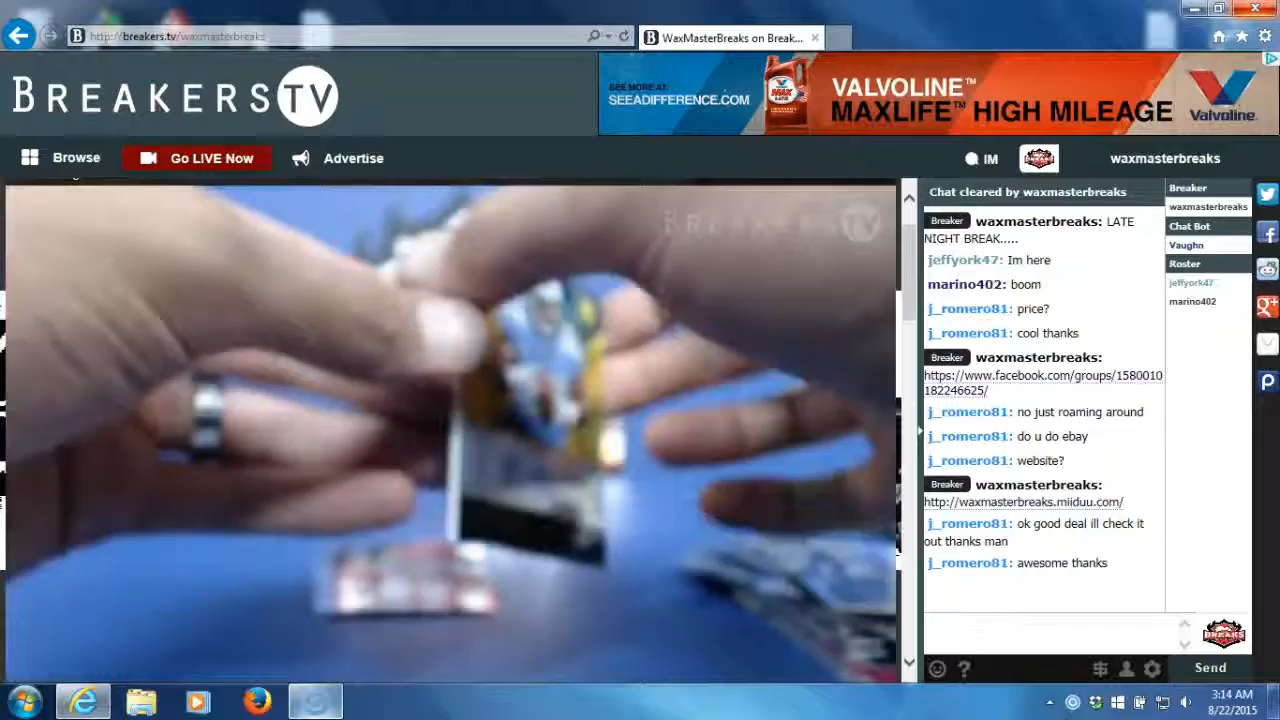 http://breakers.tv/waxmasterbreaks
WaxMasterBreaks on Break...
BREAKERSTV
SEE MORE AT:
SEEADIFFERENCE.COM
VALVOLINE™
MAXLIFE™ HIGH MILEAGE
Valvoline
Browse
Go LIVE Now
Advertise
IM
waxmasterbreaks
BREAKERSTV
Chat cleared by waxmasterbreaks
Breaker waxmasterbreaks: LATE
NIGHT BREAK.....
jeffyork47: Im here
marino402: boom
j_romero81: price?
j_romero81: cool thanks
Breaker waxmasterbreaks:
https://www.facebook.com/groups/1580010
182246625/
j_romero81: no just roaming around
j_romero81: do u do ebay
j_romero81: website?
Breaker waxmasterbreaks:
http://waxmasterbreaks.miiduu.com/
j_romero81: ok good deal ill check it
out thanks man
j_romero81: awesome thanks
Breaker
waxmasterbreaks
Chat Bot
Vaughn
Roster
jeffyork47
marino402
BREAKS
Send
3:14 AM
8/22/2015